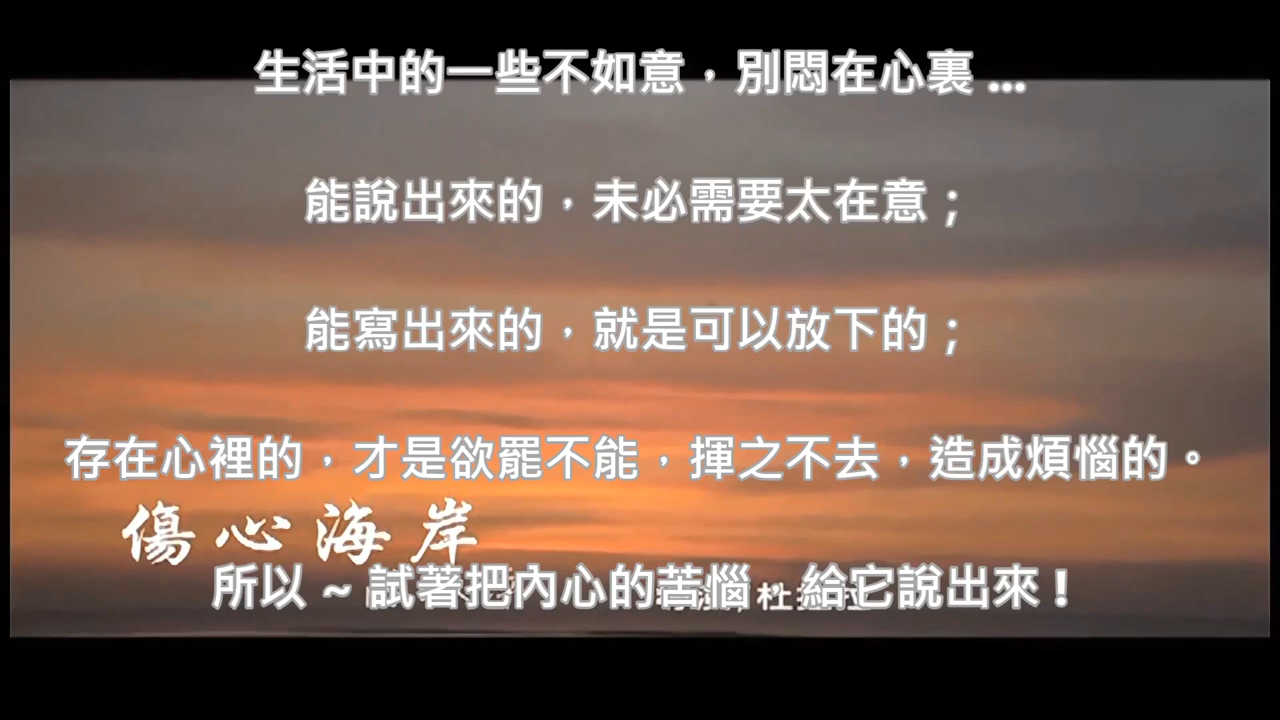 生活中的一些不如意，別悶在心裏 ...
能說出來的，未必需要太在意；
能寫出來的，就是可以放下的；
存在心裡的，才是欲罷不能，揮之不去，造成煩惱的。
傷心海岸
所以 ~ 試著把內心的苦惱，給它說出來 !